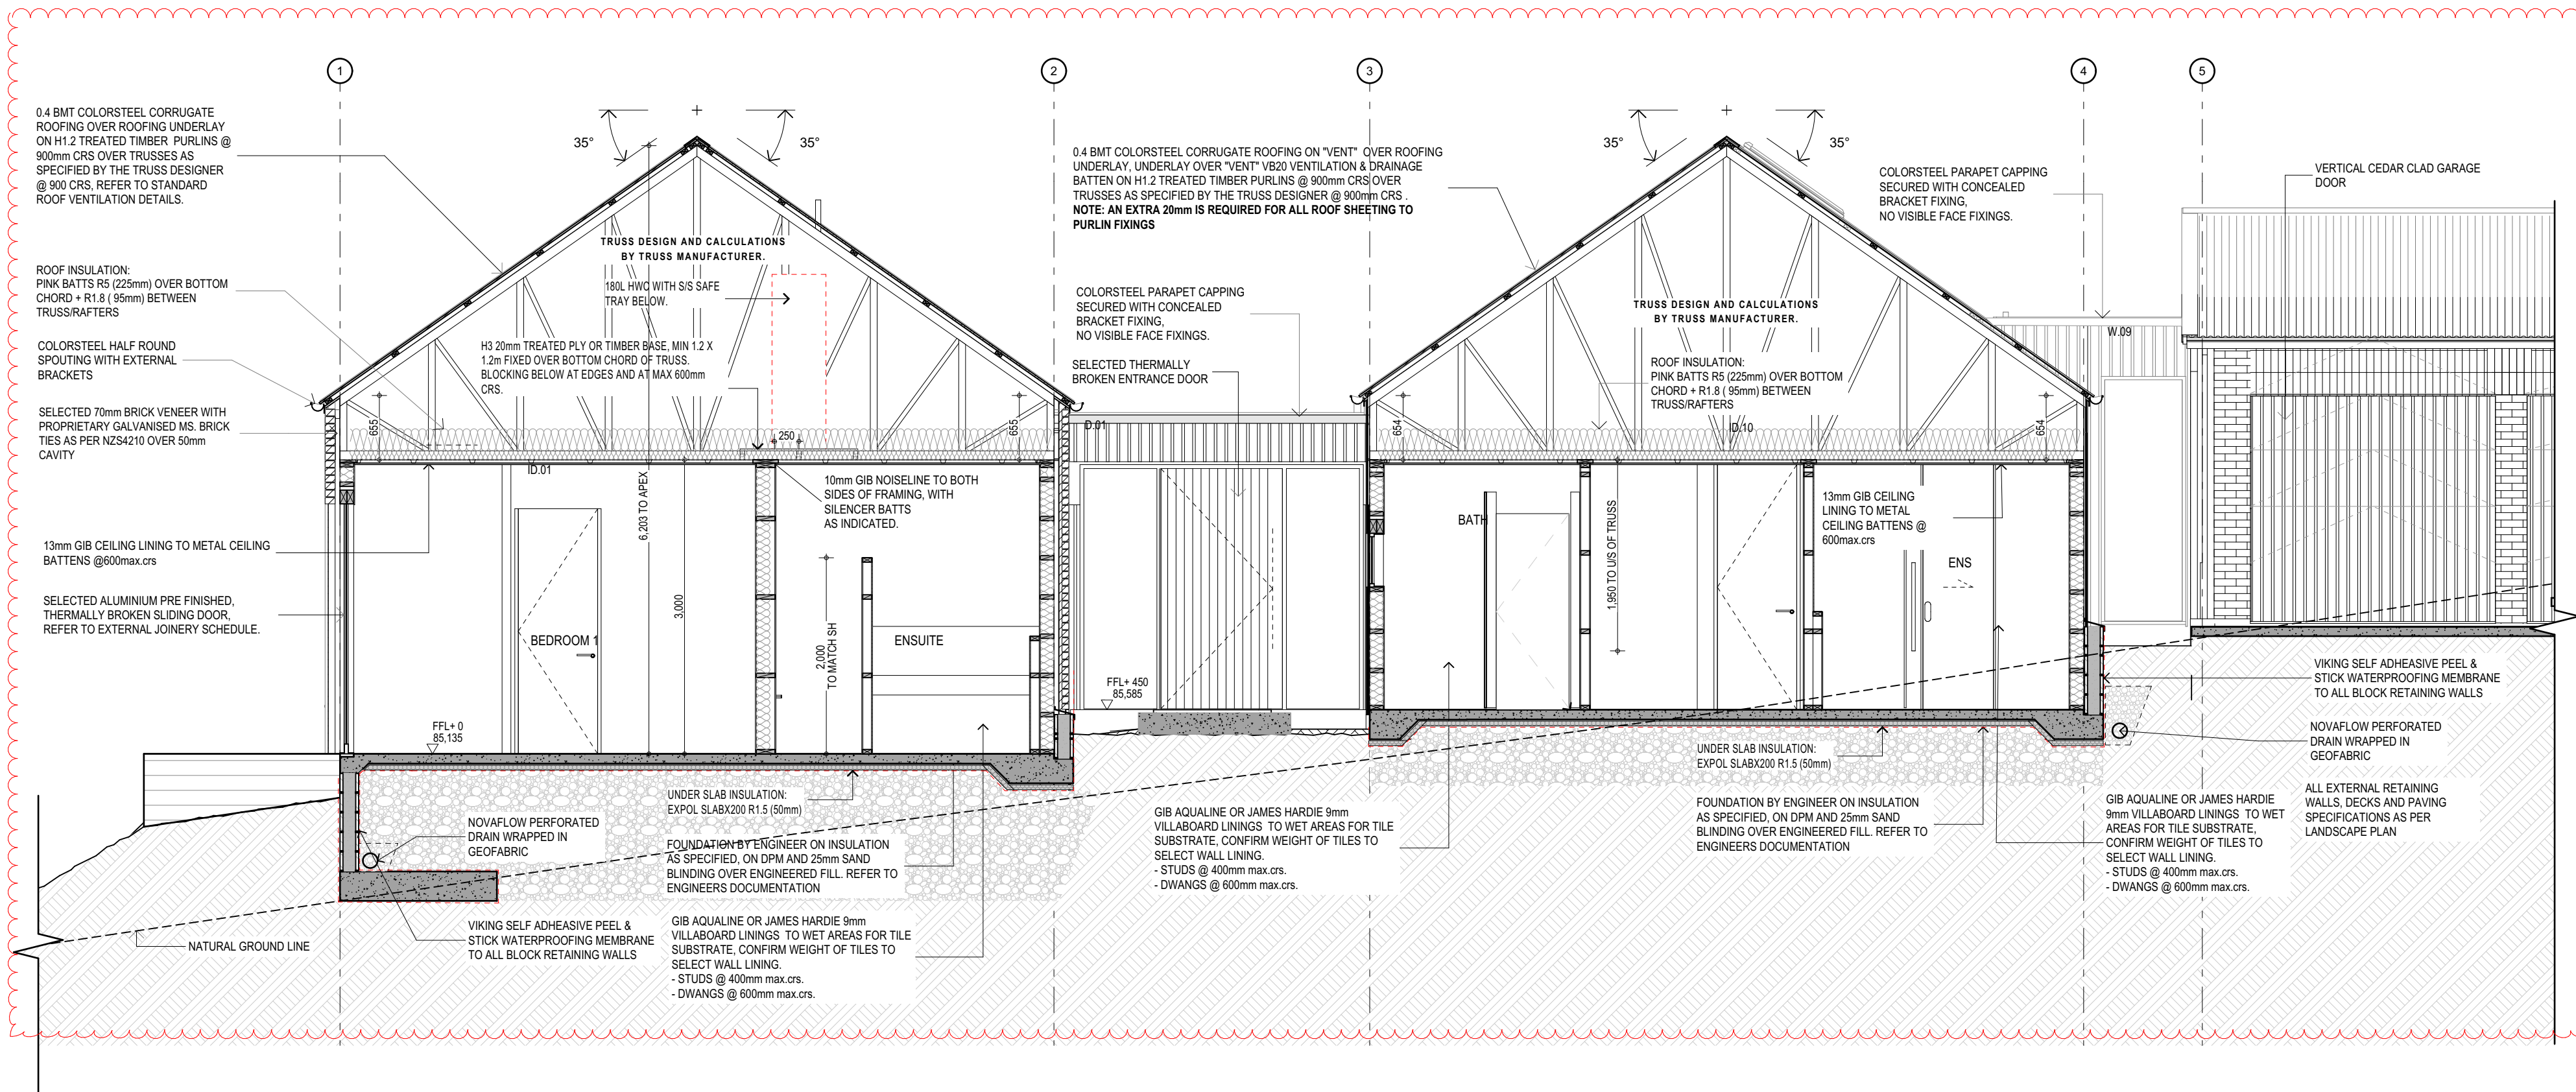 1
2
3
4
5
0.4 BMT COLORSTEEL CORRUGATE
ROOFING OVER ROOFING UNDERLAY
ON H1.2 TREATED TIMBER PURLINS @
900mm CRS OVER TRUSSES AS
SPECIFIED BY THE TRUSS DESIGNER
@ 900 CRS, REFER TO STANDARD
ROOF VENTILATION DETAILS.
ROOF INSULATION:
PINK BATTS R5 (225mm) OVER BOTTOM
CHORD + R1.8 ( 95mm) BETWEEN
TRUSS/RAFTERS
COLORSTEEL HALF ROUND
SPOUTING WITH EXTERNAL
BRACKETS
SELECTED 70mm BRICK VENEER WITH
PROPRIETARY GALVANISED MS. BRICK
TIES AS PER NZS4210 OVER 50mm
CAVITY
13mm GIB CEILING LINING TO METAL CEILING
BATTENS @600max.crs
SELECTED ALUMINIUM PRE FINISHED,
THERMALLY BROKEN SLIDING DOOR,
REFER TO EXTERNAL JOINERY SCHEDULE.
35°
35°
TRUSS DESIGN AND CALCULATIONS
BY TRUSS MANUFACTURER.
180L HWC WITH S/S SAFE
TRAY BELOW.
H3 20mm TREATED PLY OR TIMBER BASE, MIN 1.2 X
1.2m FIXED OVER BOTTOM CHORD OF TRUSS.
BLOCKING BELOW AT EDGES AND AT MAX 600mm
CRS.
655
250
655
ID.01
6,203 TO APEX
3,000
10mm GIB NOISELINE TO BOTH
SIDES OF FRAMING, WITH
SILENCER BATTS
AS INDICATED.
2,000
TO MATCH SH
BEDROOM 1
ENSUITE
FFL+ 0
85,135
UNDER SLAB INSULATION:
EXPOL SLABX200 R1.5 (50mm)
NOVAFLOW PERFORATED
DRAIN WRAPPED IN
GEOFABRIC
FOUNDATION BY ENGINEER ON INSULATION
AS SPECIFIED, ON DPM AND 25mm SAND
BLINDING OVER ENGINEERED FILL. REFER TO
ENGINEERS DOCUMENTATION
NATURAL GROUND LINE
VIKING SELF ADHEASIVE PEEL &
STICK WATERPROOFING MEMBRANE
TO ALL BLOCK RETAINING WALLS
GIB AQUALINE OR JAMES HARDIE 9mm
VILLABOARD LININGS TO WET AREAS FOR TILE
SUBSTRATE, CONFIRM WEIGHT OF TILES TO
SELECT WALL LINING.
- STUDS @ 400mm max.crs.
- DWANGS @ 600mm max.crs.
0.4 BMT COLORSTEEL CORRUGATE ROOFING ON "VENT" OVER ROOFING
UNDERLAY, UNDERLAY OVER "VENT" VB20 VENTILATION & DRAINAGE
BATTEN ON H1.2 TREATED TIMBER PURLINS @ 900mm CRS OVER
TRUSSES AS SPECIFIED BY THE TRUSS DESIGNER @ 900mm CRS .
NOTE: AN EXTRA 20mm IS REQUIRED FOR ALL ROOF SHEETING TO
PURLIN FIXINGS
COLORSTEEL PARAPET CAPPING
SECURED WITH CONCEALED
BRACKET FIXING,
NO VISIBLE FACE FIXINGS.
SELECTED THERMALLY
BROKEN ENTRANCE DOOR
D.01
FFL+ 450
85,585
35°
35°
TRUSS DESIGN AND CALCULATIONS
BY TRUSS MANUFACTURER.
ROOF INSULATION:
PINK BATTS R5 (225mm) OVER BOTTOM
CHORD + R1.8 ( 95mm) BETWEEN
TRUSS/RAFTERS
654
ID.10
654
BATH
1,950 TO U/S OF TRUSS
13mm GIB CEILING
LINING TO METAL
CEILING BATTENS @
600max.crs
ENS
UNDER SLAB INSULATION:
EXPOL SLABX200 R1.5 (50mm)
GIB AQUALINE OR JAMES HARDIE 9mm
VILLABOARD LININGS TO WET AREAS FOR TILE
SUBSTRATE, CONFIRM WEIGHT OF TILES TO
SELECT WALL LINING.
- STUDS @ 400mm max.crs.
- DWANGS @ 600mm max.crs.
FOUNDATION BY ENGINEER ON INSULATION
AS SPECIFIED, ON DPM AND 25mm SAND
BLINDING OVER ENGINEERED FILL. REFER TO
ENGINEERS DOCUMENTATION
COLORSTEEL PARAPET CAPPING
SECURED WITH CONCEALED
BRACKET FIXING,
NO VISIBLE FACE FIXINGS.
VERTICAL CEDAR CLAD GARAGE
DOOR
W.09
VIKING SELF ADHEASIVE PEEL &
STICK WATERPROOFING MEMBRANE
TO ALL BLOCK RETAINING WALLS
NOVAFLOW PERFORATED
DRAIN WRAPPED IN
GEOFABRIC
GIB AQUALINE OR JAMES HARDIE
9mm VILLABOARD LININGS TO WET
AREAS FOR TILE SUBSTRATE,
CONFIRM WEIGHT OF TILES TO
SELECT WALL LINING.
- STUDS @ 400mm max.crs.
- DWANGS @ 600mm max.crs.
ALL EXTERNAL RETAINING
WALLS, DECKS AND PAVING
SPECIFICATIONS AS PER
LANDSCAPE PLAN